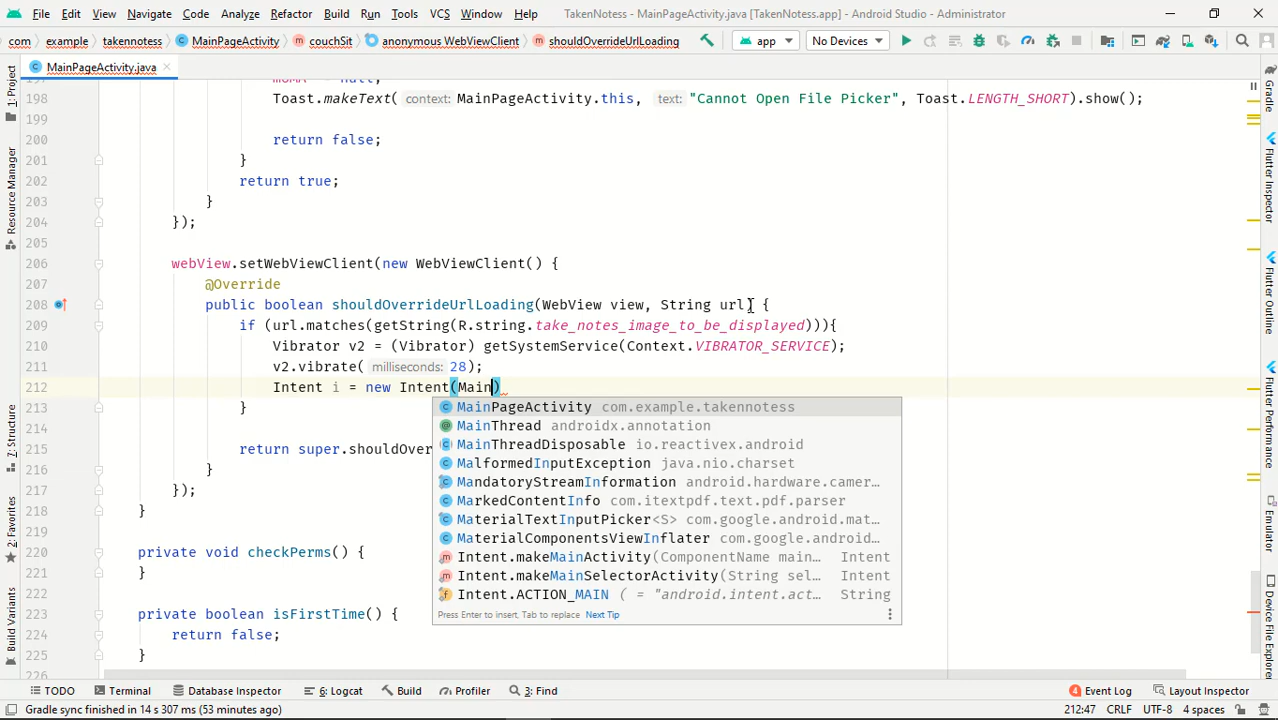 File Edit View Navigate Code Analyze Refactor Build Run Tools VCS Window Help TakenNotess - MainPageActivity.java [TakenNotess.app] - Android Studio - Administrator
com example takennotess MainPageActivity couchSit anonymous WebViewClient shouldOverrideUrlLoading app No Devices
MainPageActivity.java
198 Toast.makeText( context: MainPageActivity.this, text: "Cannot Open File Picker", Toast.LENGTH_SHORT).show();
199
200 return false;
201 }
202 return true;
203 }
204 });
205
206 webView.setWebViewClient(new WebViewClient() {
207 @Override
208 public boolean shouldOverrideUrlLoading(WebView view, String url) {
209 if (url.matches(getString(R.string.take_notes_image_to_be_displayed))){
210 Vibrator v2 = (Vibrator) getSystemService(Context.VIBRATOR_SERVICE);
211 v2.vibrate( milliseconds: 28);
212 Intent i = new Intent(Main)
213 }
MainPageActivity com.example.takennotess
MainThread androidx.annotation
214
MainThreadDisposable io.reactivex.android
215 return super.shouldOverr
MalformedInputException java.nio.charset
216 }
MandatoryStreamInformation android.hardware.camer…
217 });
MarkedContentInfo com.itextpdf.text.pdf.parser
218 }
MaterialTextInputPicker<S> com.google.android.mat…
219
MaterialComponentsViewInflater com.google.android…
220 private void checkPerms() {
Intent.makeMainActivity(ComponentName main… Intent
221 }
Intent.makeMainSelectorActivity(String sel… Intent
222
Intent.ACTION_MAIN ( = "android.intent.act… String
223 private boolean isFirstTime() {
Press Enter to insert, Tab to replace Next Tip
224 return false;
225 }
226
1: Project
Resource Manager
Z: Structure
2: Favorites
Build Variants
Gradle
Flutter Outline
Flutter Inspector
Flutter Performance
Emulator
Device File Explorer
TODO Terminal Database Inspector 6: Logcat Build Profiler 3: Find 4 Event Log Layout Inspector
Gradle sync finished in 14 s 307 ms (53 minutes ago) 212:47 CRLF UTF-8 4 spaces